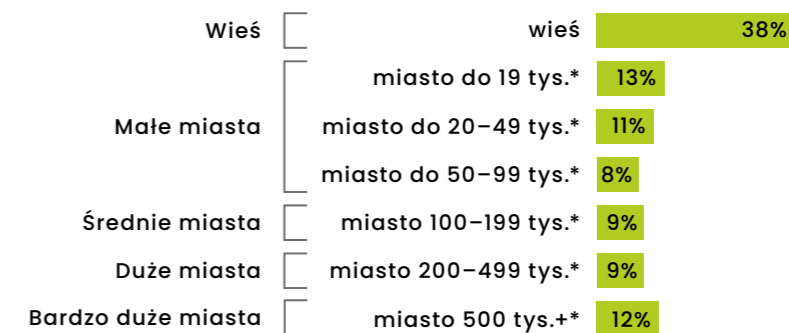 Wieś wieś 38%
miasto do 19 tys.* 13%
Małe miasta miasto do 20–49 tys.* 11%
miasto do 50–99 tys.* 8%
Średnie miasta miasto 100–199 tys.* 9%
Duże miasta miasto 200–499 tys.* 9%
Bardzo duże miasta miasto 500 tys.+* 12%